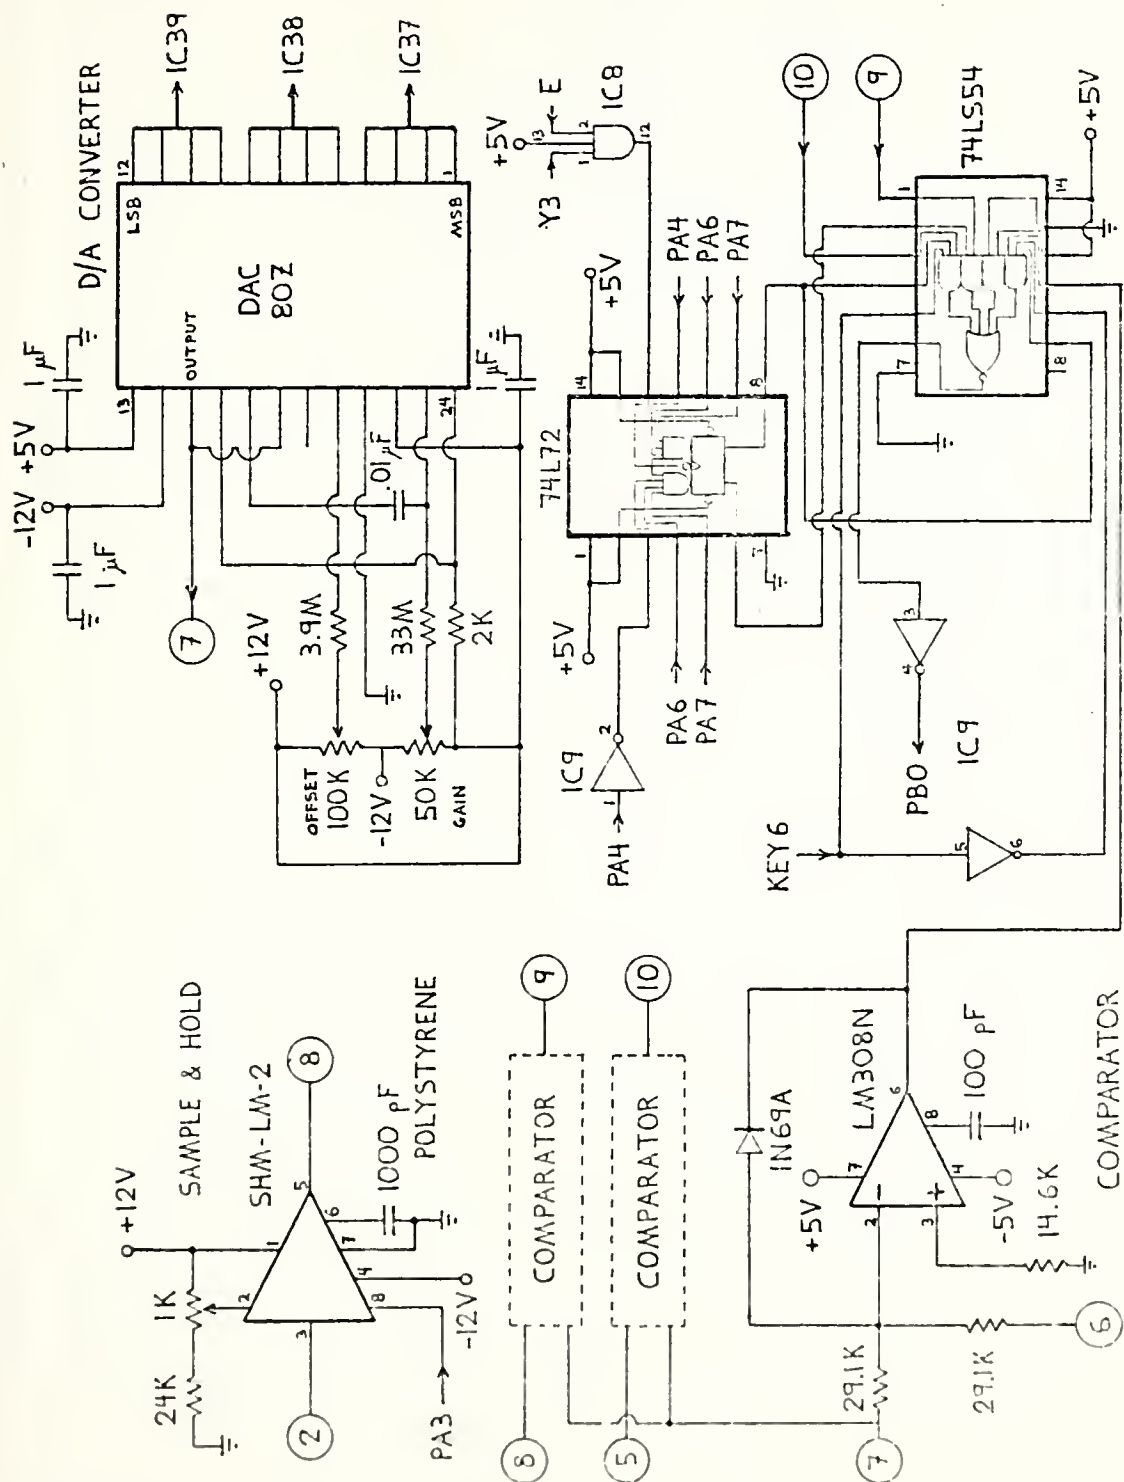 D/A CONVERTER
-12V
+5V
1 µF
1 µF
13
12
LSB
IC39
IC38
IC37
DAC
80Z
OUTPUT
MSB
1
24
1 µF
.01 µF
7
+12V
3.9M
33M
2K
OFFSET
100K
-12V
50K
GAIN
SAMPLE & HOLD
SHM-LM-2
+12V
1K
24K
1
2
3
4
5
6
7
8
8
2
1000 pF
POLYSTYRENE
PA3
-12V
Y3
+5V
E
1
13
2
12
IC8
74L72
+5V
14
1
+5V
PA4
PA6
PA7
8
7
IC9
1
2
PA4
PA6
PA7
10
9
74LS54
1
14
7
8
+5V
3
4
PB0
IC9
KEY6
5
6
COMPARATOR
8
9
COMPARATOR
5
10
IN69A
LM308N
+5V
7
6
8
100 pF
2
3
4
-5V
14.6K
29.1K
7
29.1K
6
COMPARATOR